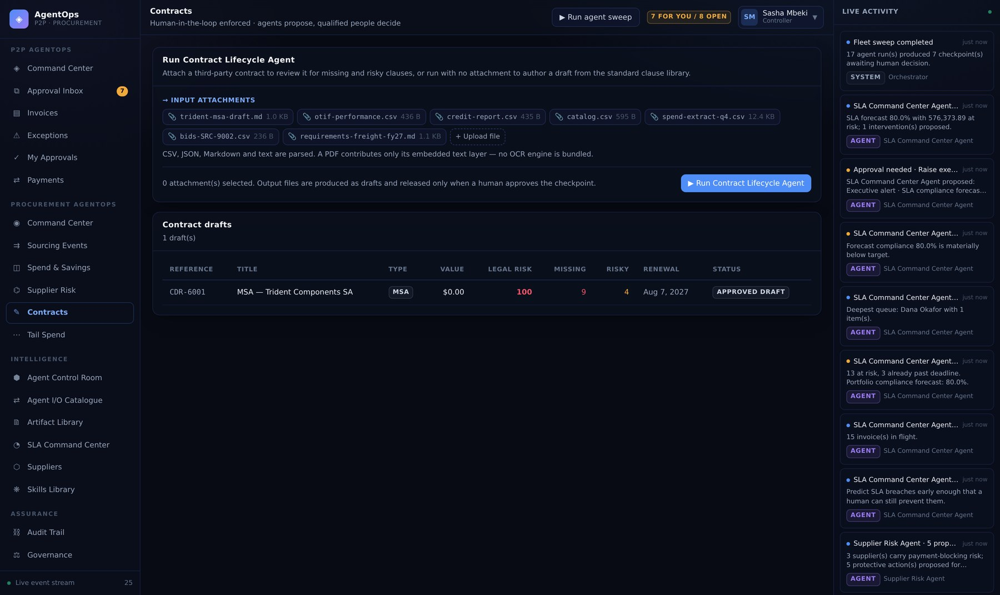 AgentOps
P2P · PROCUREMENT
P2P AGENTOPS
Command Center
Approval Inbox 7
Invoices
Exceptions
My Approvals
Payments
PROCUREMENT AGENTOPS
Command Center
Sourcing Events
Spend & Savings
Supplier Risk
Contracts
Tail Spend
INTELLIGENCE
Agent Control Room
Agent I/O Catalogue
Artifact Library
SLA Command Center
Suppliers
Skills Library
ASSURANCE
Audit Trail
Governance
Live event stream 25
Contracts
Human-in-the-loop enforced · agents propose, qualified people decide
▶ Run agent sweep
7 FOR YOU / 8 OPEN
SM
Sasha Mbeki
Controller
▼
Run Contract Lifecycle Agent
Attach a third-party contract to review it for missing and risky clauses, or run with no attachment to author a draft from the standard clause library.
→ INPUT ATTACHMENTS
trident-msa-draft.md 1.0 KB
otif-performance.csv 436 B
credit-report.csv 435 B
catalog.csv 595 B
spend-extract-q4.csv 12.4 KB
bids-SRC-9002.csv 236 B
requirements-freight-fy27.md 1.1 KB
+ Upload file
CSV, JSON, Markdown and text are parsed. A PDF contributes only its embedded text layer — no OCR engine is bundled.
0 attachment(s) selected. Output files are produced as drafts and released only when a human approves the checkpoint.
▶ Run Contract Lifecycle Agent
Contract drafts
1 draft(s)
REFERENCE TITLE TYPE VALUE LEGAL RISK MISSING RISKY RENEWAL STATUS
CDR-6001 MSA — Trident Components SA MSA $0.00 100 9 4 Aug 7, 2027 APPROVED DRAFT
LIVE ACTIVITY
Fleet sweep completed just now
17 agent run(s) produced 7 checkpoint(s)
awaiting human decision.
SYSTEM Orchestrator
SLA Command Center Agent... just now
SLA forecast 80.0% with 576,373.89 at
risk; 1 intervention(s) proposed.
AGENT SLA Command Center Agent
Approval needed · Raise exe... just now
SLA Command Center Agent proposed:
Executive alert · SLA compliance forecas...
AGENT SLA Command Center Agent
SLA Command Center Agent... just now
Forecast compliance 80.0% is materially
below target.
AGENT SLA Command Center Agent
SLA Command Center Agent... just now
Deepest queue: Dana Okafor with 1
item(s).
AGENT SLA Command Center Agent
SLA Command Center Agent... just now
13 at risk, 3 already past deadline.
Portfolio compliance forecast: 80.0%.
AGENT SLA Command Center Agent
SLA Command Center Agent... just now
15 invoice(s) in flight.
AGENT SLA Command Center Agent
SLA Command Center Agent... just now
Predict SLA breaches early enough that a
human can still prevent them.
AGENT SLA Command Center Agent
Supplier Risk Agent · 5 prop... just now
3 supplier(s) carry payment-blocking risk;
5 protective action(s) proposed for...
AGENT Supplier Risk Agent